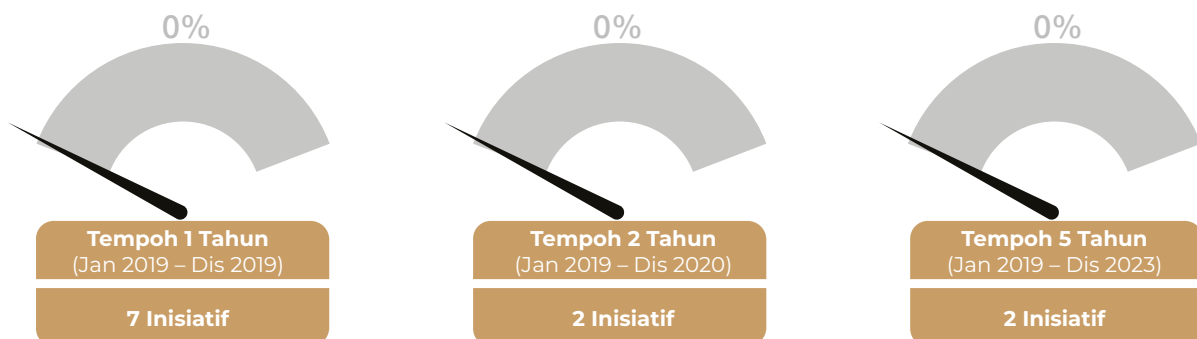 0%
Tempoh 1 Tahun
(Jan 2019 – Dis 2019)
7 Inisiatif
0%
Tempoh 2 Tahun
(Jan 2019 – Dis 2020)
2 Inisiatif
0%
Tempoh 5 Tahun
(Jan 2019 – Dis 2023)
2 Inisiatif